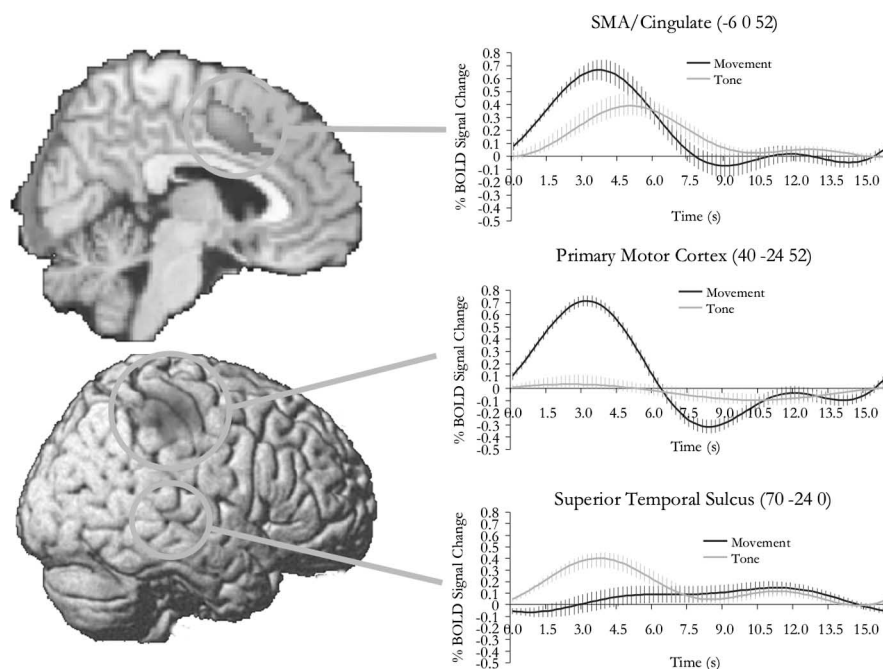 SMA/Cingulate (-6 0 52)
% BOLD Signal Change
0.8
0.7
0.6
0.5
0.4
0.3
0.2
0.1
0
-0.1
-0.2
-0.3
-0.4
-0.5
Movement
Tone
0.0 1.5 3.0 4.5 6.0 7.5 9.0 10.5 12.0 13.5 15.0
Time (s)
Primary Motor Cortex (40 -24 52)
% BOLD Signal Change
0.8
0.7
0.6
0.5
0.4
0.3
0.2
0.1
0
-0.1
-0.2
-0.3
-0.4
-0.5
Movement
Tone
0.0 1.5 3.0 4.5 6.0 7.5 9.0 10.5 12.0 13.5 15.0
Time (s)
Superior Temporal Sulcus (70 -24 0)
% BOLD Signal Change
0.8
0.7
0.6
0.5
0.4
0.3
0.2
0.1
0
-0.1
-0.2
-0.3
-0.4
-0.5
Movement
Tone
0.0 1.5 3.0 4.5 6.0 7.5 9.0 10.5 12.0 13.5 15.0
Time (s)